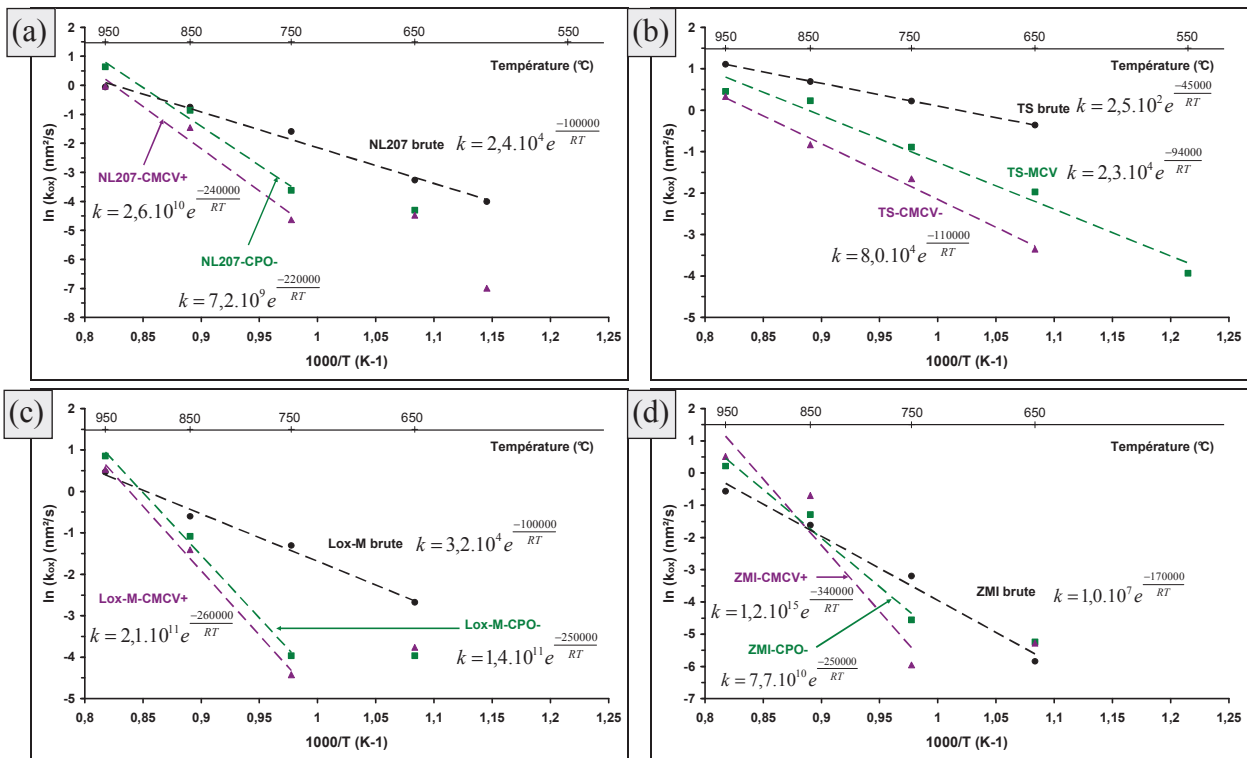 (a)
950 850 750 650 550
Température (°C)
2
1
0
-1
-2
-3
-4
-5
-6
-7
-8
ln (kox) (nm²/s)
NL207 brute k = 2,4.10^4 e^(-100000/RT)
NL207-CMCV+
k = 2,6.10^10 e^(-240000/RT)
NL207-CPO-
k = 7,2.10^9 e^(-220000/RT)
0,8 0,85 0,9 0,95 1 1,05 1,1 1,15 1,2 1,25
1000/T (K-1)
(b)
950 850 750 650 550
Température (°C)
2
1
0
-1
-2
-3
-4
-5
ln (kox) (nm²/s)
TS brute k = 2,5.10^2 e^(-45000/RT)
TS-MCV k = 2,3.10^4 e^(-94000/RT)
TS-CMCV-
k = 8,0.10^4 e^(-110000/RT)
0,8 0,85 0,9 0,95 1 1,05 1,1 1,15 1,2 1,25
1000/T (K-1)
(c)
950 850 750 650
Température (°C)
2
1
0
-1
-2
-3
-4
-5
ln (kox) (nm²/s)
Lox-M brute k = 3,2.10^4 e^(-100000/RT)
Lox-M-CMCV+
k = 2,1.10^11 e^(-260000/RT)
Lox-M-CPO-
k = 1,4.10^11 e^(-250000/RT)
0,8 0,85 0,9 0,95 1 1,05 1,1 1,15 1,2 1,25
1000/T (K-1)
(d)
950 850 750 650
Température (°C)
2
1
0
-1
-2
-3
-4
-5
-6
-7
ln (kox) (nm²/s)
ZMI-CMCV+
k = 1,2.10^15 e^(-340000/RT)
ZMI brute k = 1,0.10^7 e^(-170000/RT)
ZMI-CPO-
k = 7,7.10^10 e^(-250000/RT)
0,8 0,85 0,9 0,95 1 1,05 1,1 1,15 1,2 1,25
1000/T (K-1)